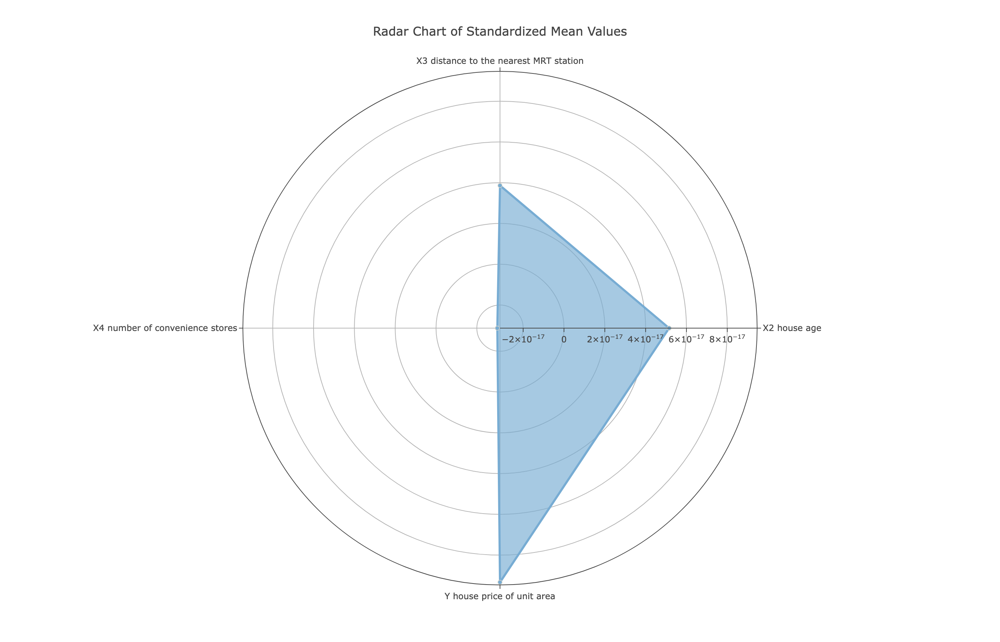 Radar Chart of Standardized Mean Values
X3 distance to the nearest MRT station
X4 number of convenience stores
X2 house age
−2×10⁻¹⁷ 0 2×10⁻¹⁷ 4×10⁻¹⁷ 6×10⁻¹⁷ 8×10⁻¹⁷
Y house price of unit area